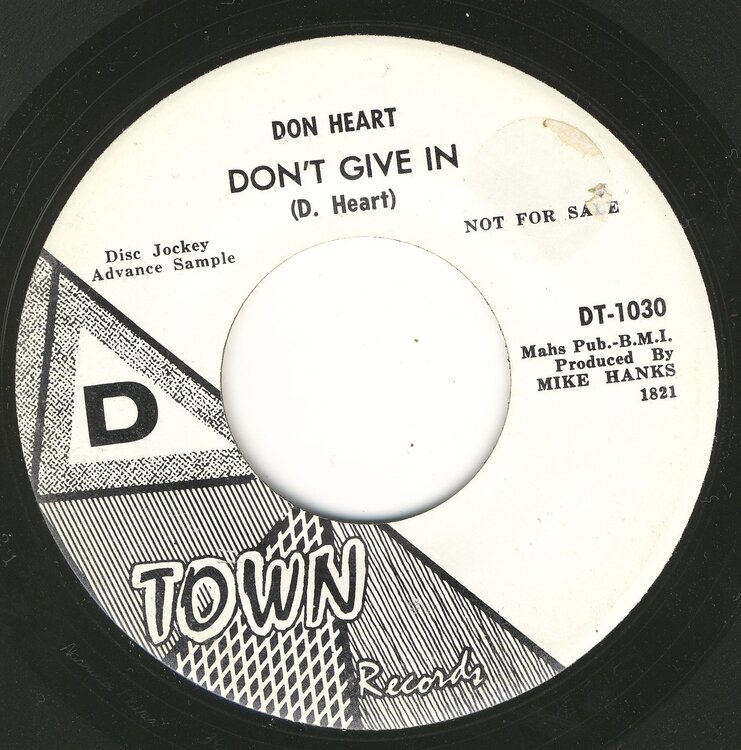 DON HEART
DON'T GIVE IN
(D. Heart)
NOT FOR SALE
Disc Jockey
Advance Sample
DT-1030
Mahs Pub.-B.M.I.
Produced By
MIKE HANKS
1821
D
TOWN
Records